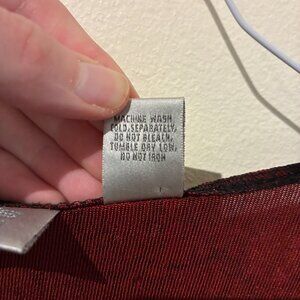 MACHINE WASH
COLD, SEPARATELY,
DO NOT BLEACH,
TUMBLE DRY LOW,
DO NOT IRON